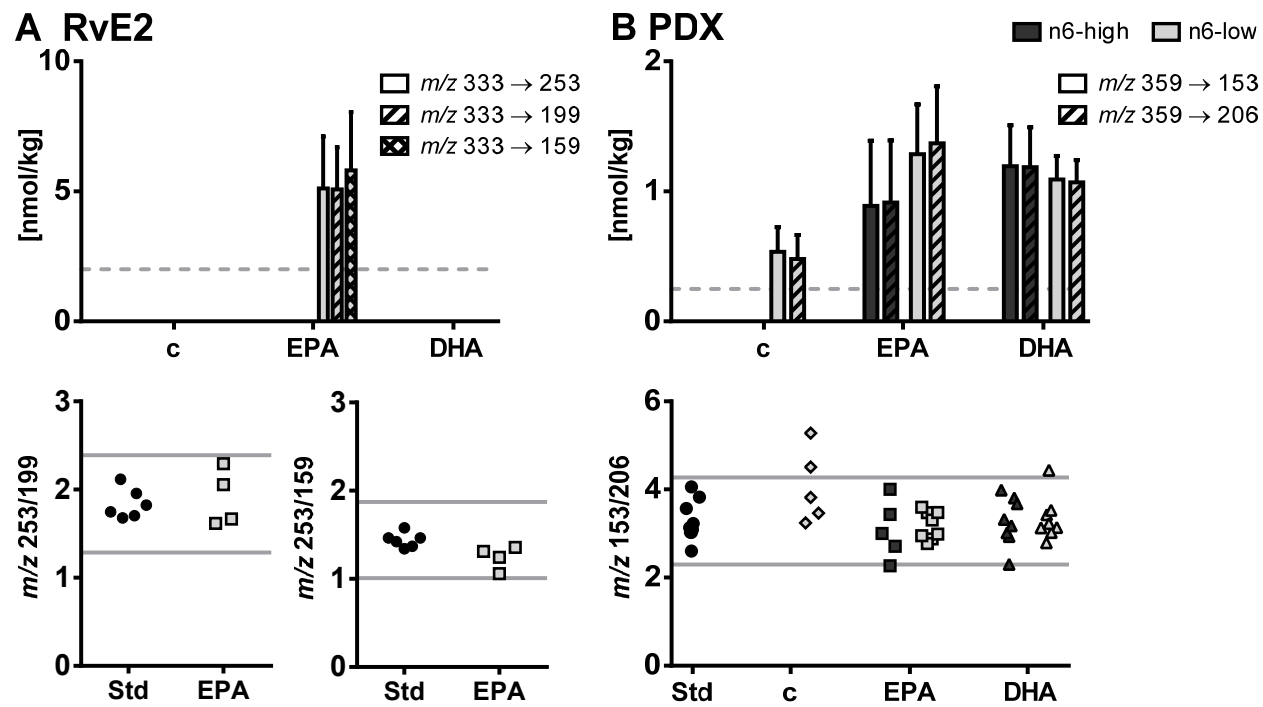 A RvE2
10
5
0
[nmol/kg]
m/z 333 → 253
m/z 333 → 199
m/z 333 → 159
c EPA DHA
B PDX
n6-high n6-low
2
1
0
[nmol/kg]
m/z 359 → 153
m/z 359 → 206
c EPA DHA
3
2
1
0
m/z 253/199
Std EPA
3
2
1
0
m/z 253/159
Std EPA
6
4
2
0
m/z 153/206
Std c EPA DHA